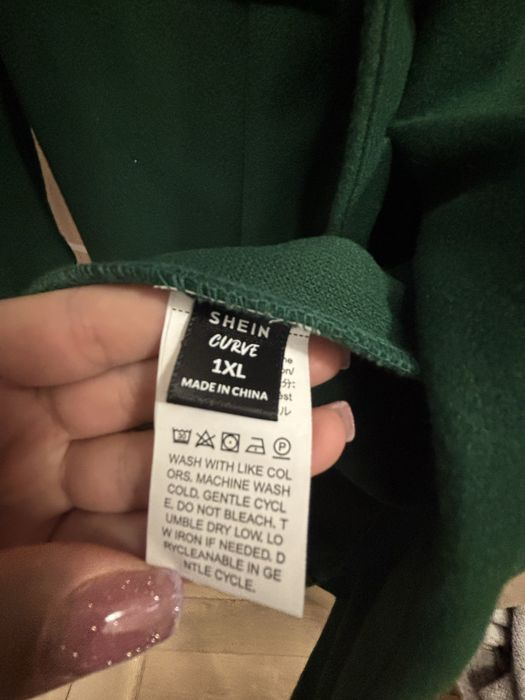 SHEIN
CURVE
1XL
MADE IN CHINA
WASH WITH LIKE COL
ORS. MACHINE WASH
COLD. GENTLE CYCL
E. DO NOT BLEACH. T
UMBLE DRY LOW. LO
W IRON IF NEEDED. D
RYCLEANABLE IN GE
NTLE CYCLE.